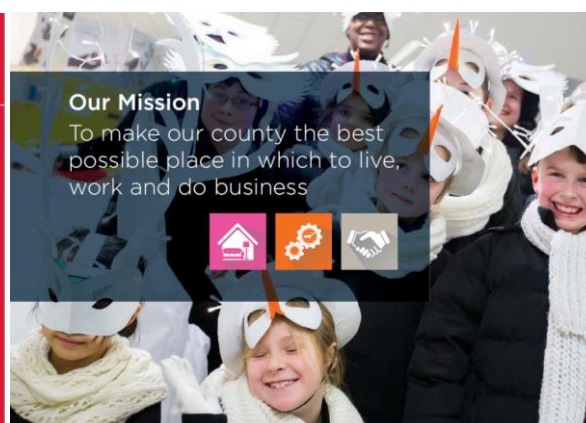 Our Mission
To make our county the best
possible place in which to live,
work and do business